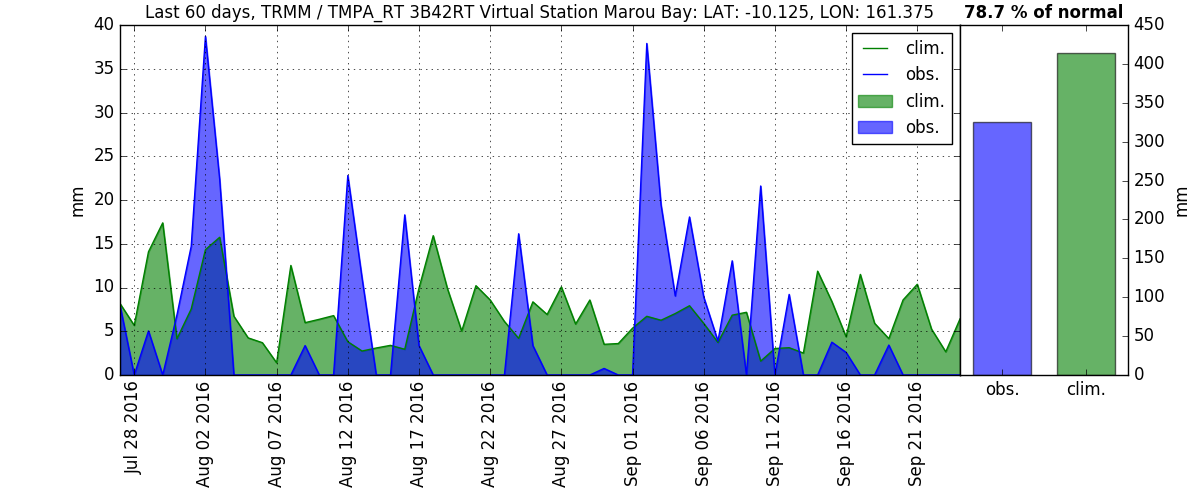 Last 60 days, TRMM / TMPA_RT 3B42RT Virtual Station Marou Bay: LAT: -10.125, LON: 161.375
78.7 % of normal
40
35
30
25
20
15
10
5
0
mm
clim.
obs.
clim.
obs.
Jul 28 2016
Aug 02 2016
Aug 07 2016
Aug 12 2016
Aug 17 2016
Aug 22 2016
Aug 27 2016
Sep 01 2016
Sep 06 2016
Sep 11 2016
Sep 16 2016
Sep 21 2016
450
400
350
300
250
200
150
100
50
0
mm
obs.
clim.